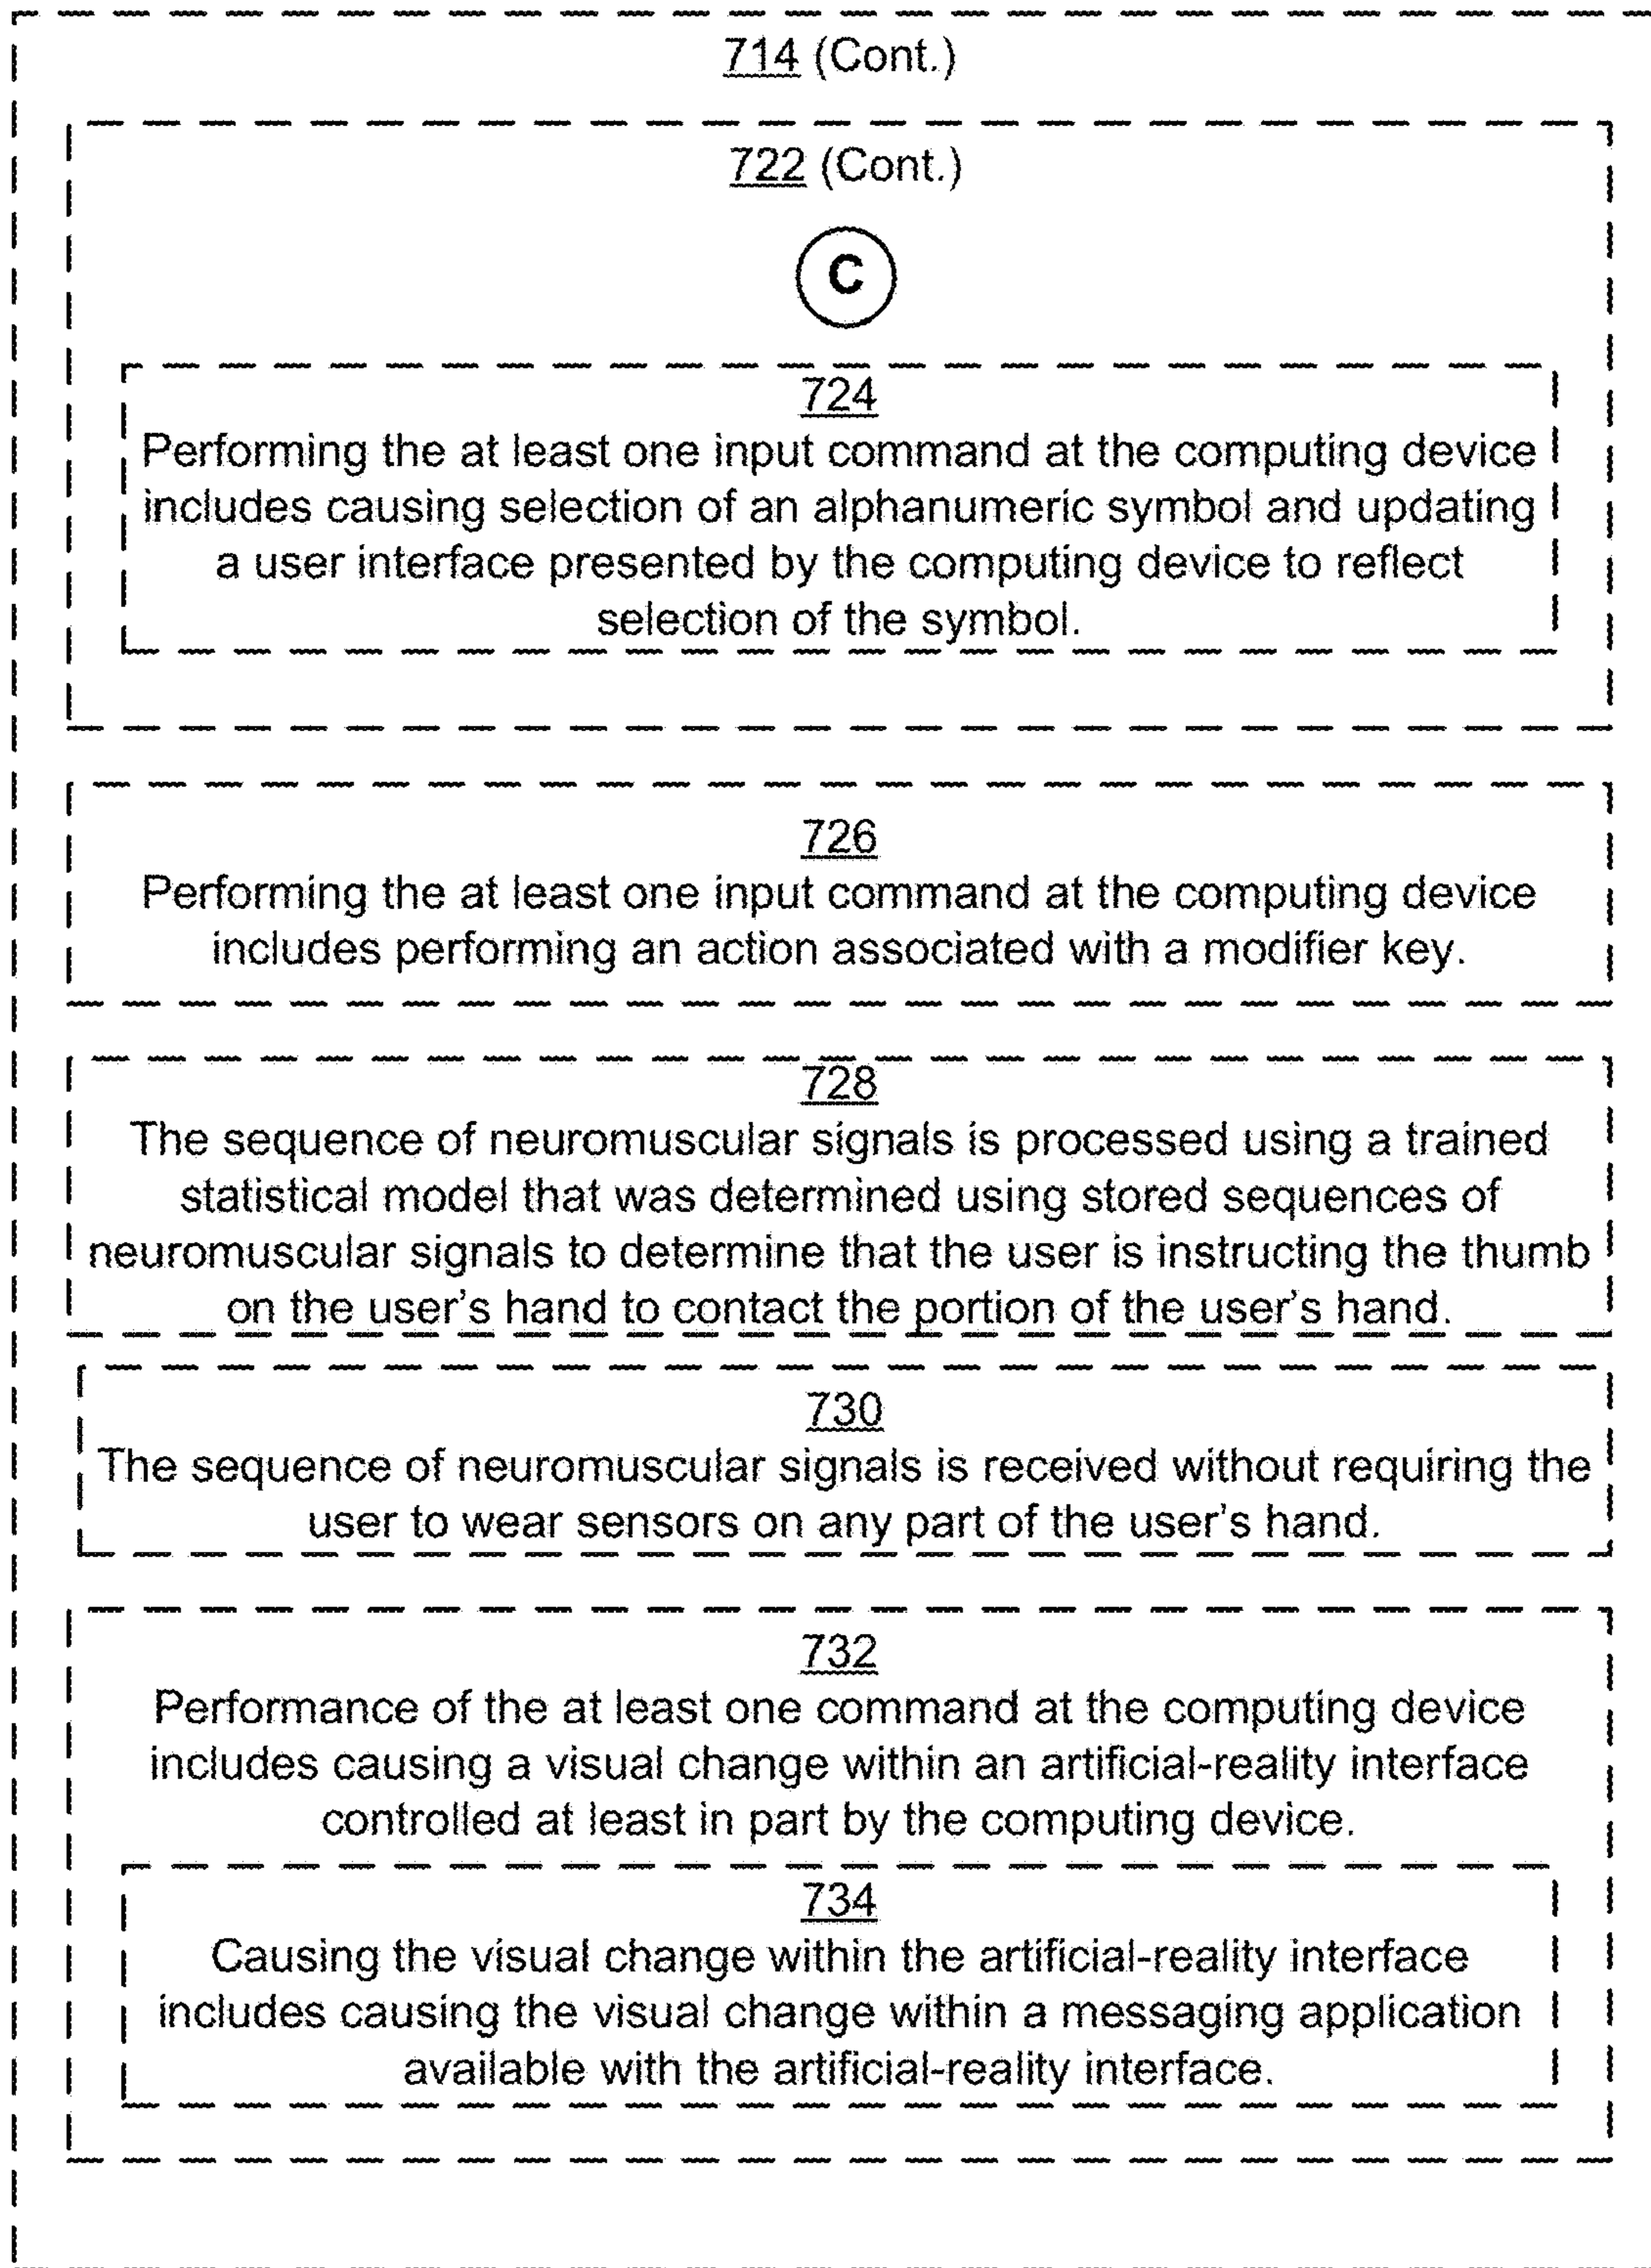 714 (Cont.)
722 (Cont.)
C
724
Performing the at least one input command at the computing device
includes causing selection of an alphanumeric symbol and updating
a user interface presented by the computing device to reflect
selection of the symbol.
726
Performing the at least one input command at the computing device
includes performing an action associated with a modifier key.
728
The sequence of neuromuscular signals is processed using a trained
statistical model that was determined using stored sequences of
neuromuscular signals to determine that the user is instructing the thumb
on the user's hand to contact the portion of the user's hand.
730
The sequence of neuromuscular signals is received without requiring the
user to wear sensors on any part of the user's hand.
732
Performance of the at least one command at the computing device
includes causing a visual change within an artificial-reality interface
controlled at least in part by the computing device.
734
Causing the visual change within the artificial-reality interface
includes causing the visual change within a messaging application
available with the artificial-reality interface.